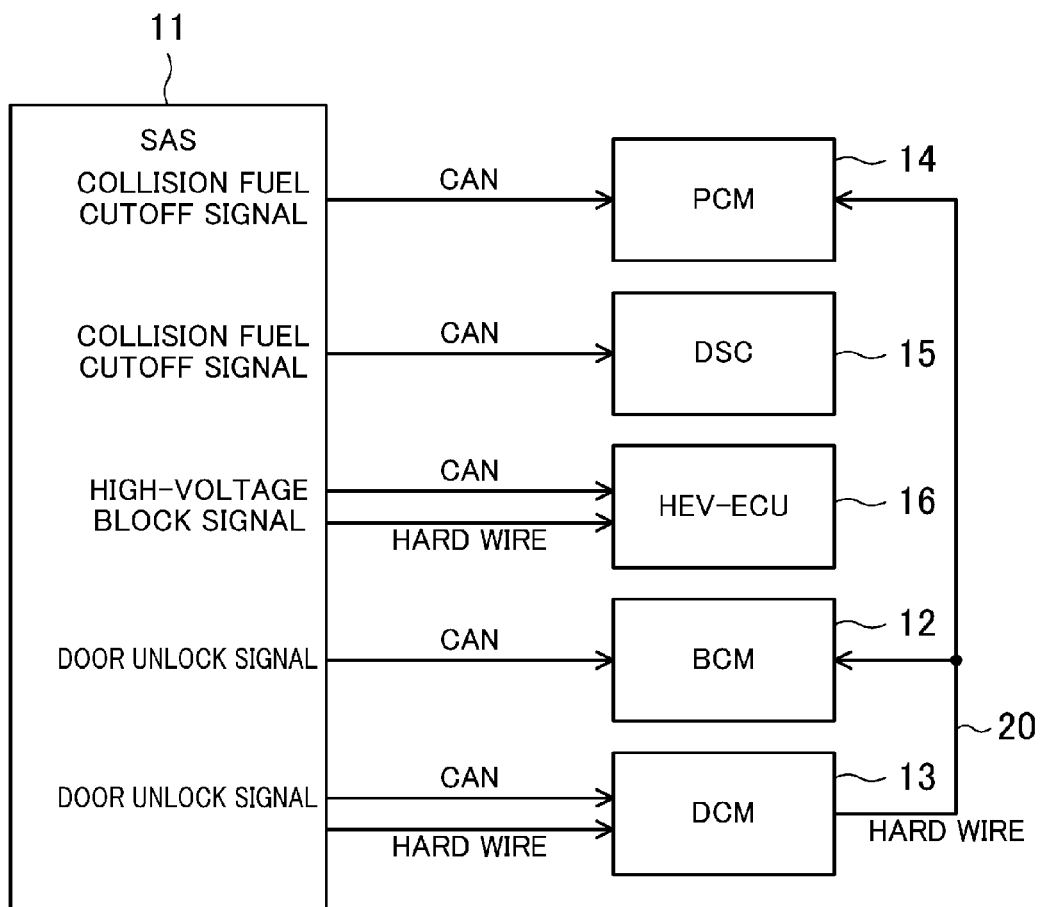 11
SAS
COLLISION FUEL
CUTOFF SIGNAL
CAN
PCM
14
COLLISION FUEL
CUTOFF SIGNAL
CAN
DSC
15
HIGH-VOLTAGE
BLOCK SIGNAL
CAN
HARD WIRE
HEV-ECU
16
DOOR UNLOCK SIGNAL
CAN
BCM
12
20
DOOR UNLOCK SIGNAL
CAN
HARD WIRE
DCM
13
HARD WIRE